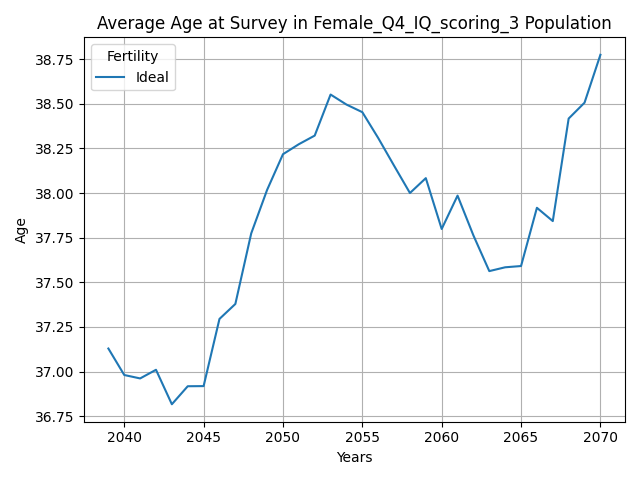 Average Age at Survey in Female_Q4_IQ_scoring_3 Population
Fertility
Ideal
38.75
38.50
38.25
38.00
37.75
37.50
37.25
37.00
36.75
Age
2040 2045 2050 2055 2060 2065 2070
Years